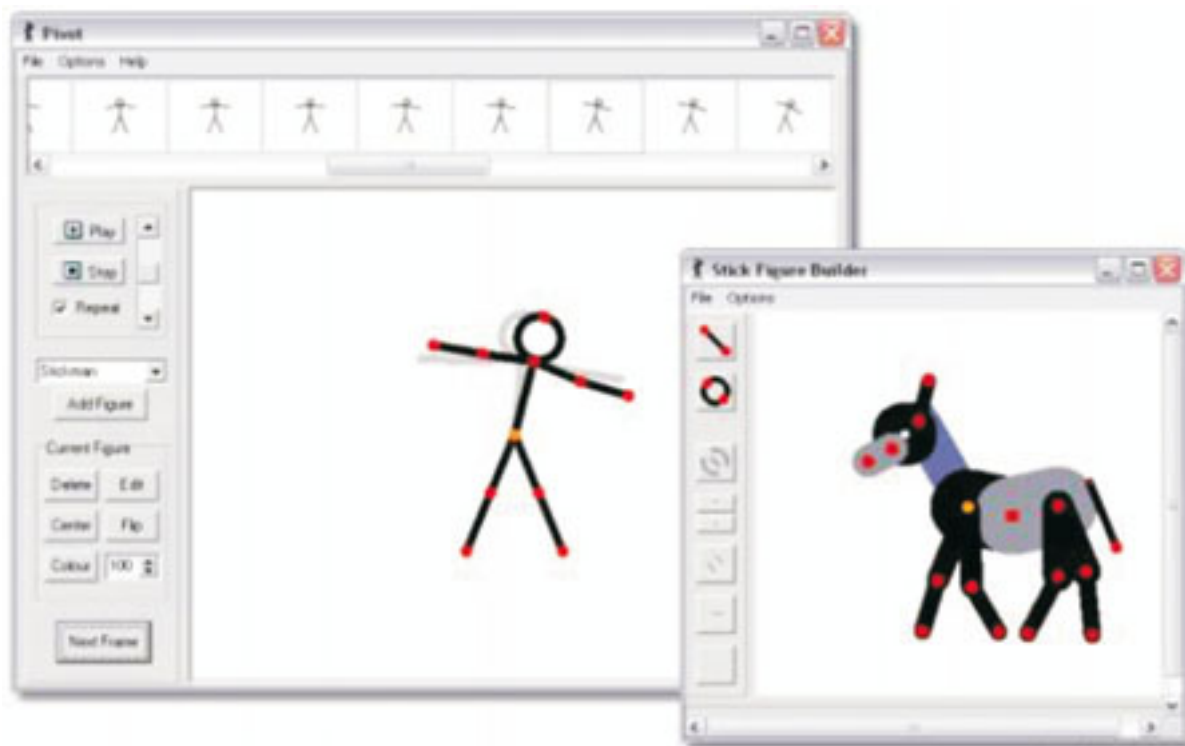 Pivot
File Options Help
Play
Stop
Repeat
Stickman
Add Figure
Current Figure
Delete Edit
Center Flip
Colour 100
Next Frame
Stick Figure Builder
File Options